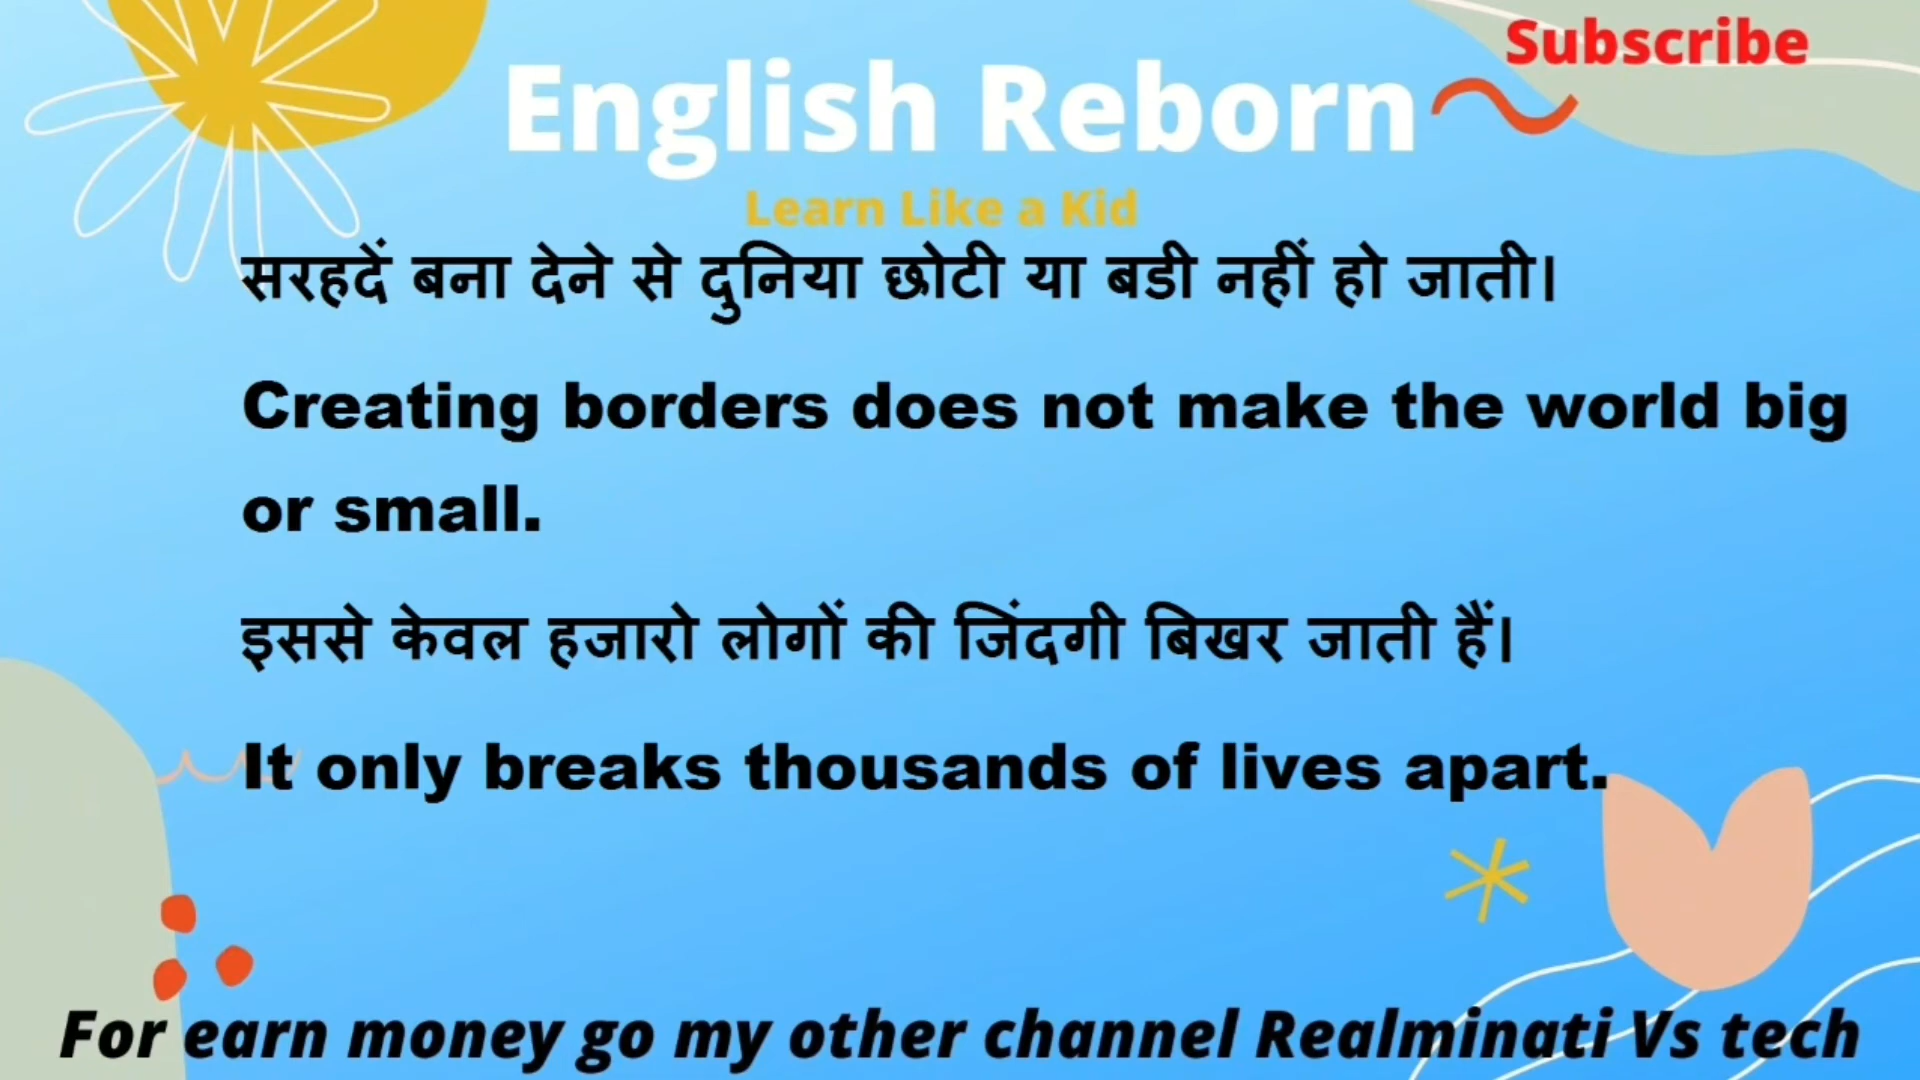 Subscribe
English Reborn
Learn Like a Kid
सरहदें बना देने से दुनिया छोटी या बडी नहीं हो जाती।
Creating borders does not make the world big
or small.
इससे केवल हजारो लोगों की जिंदगी बिखर जाती हैं।
It only breaks thousands of lives apart.
For earn money go my other channel Realminati Vs tech